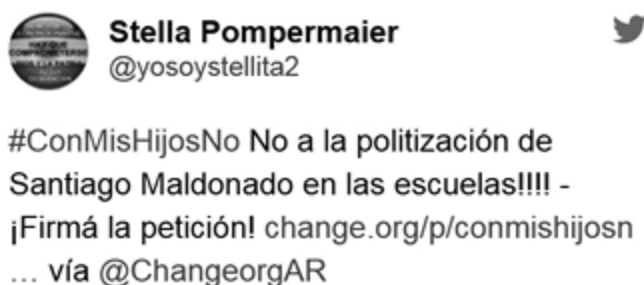 Stella Pompermaier
@yosoystellita2
#ConMisHijosNo No a la politización de
Santiago Maldonado en las escuelas!!!! -
¡Firmá la petición! change.org/p/conmishijosn
… vía @ChangeorgAR